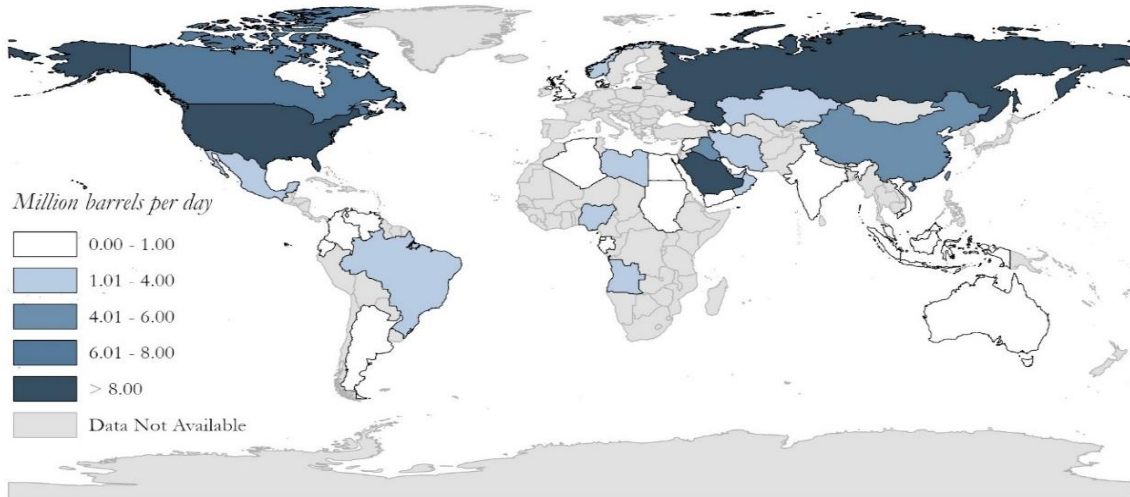 Million barrels per day
0.00 - 1.00
1.01 - 4.00
4.01 - 6.00
6.01 - 8.00
> 8.00
Data Not Available